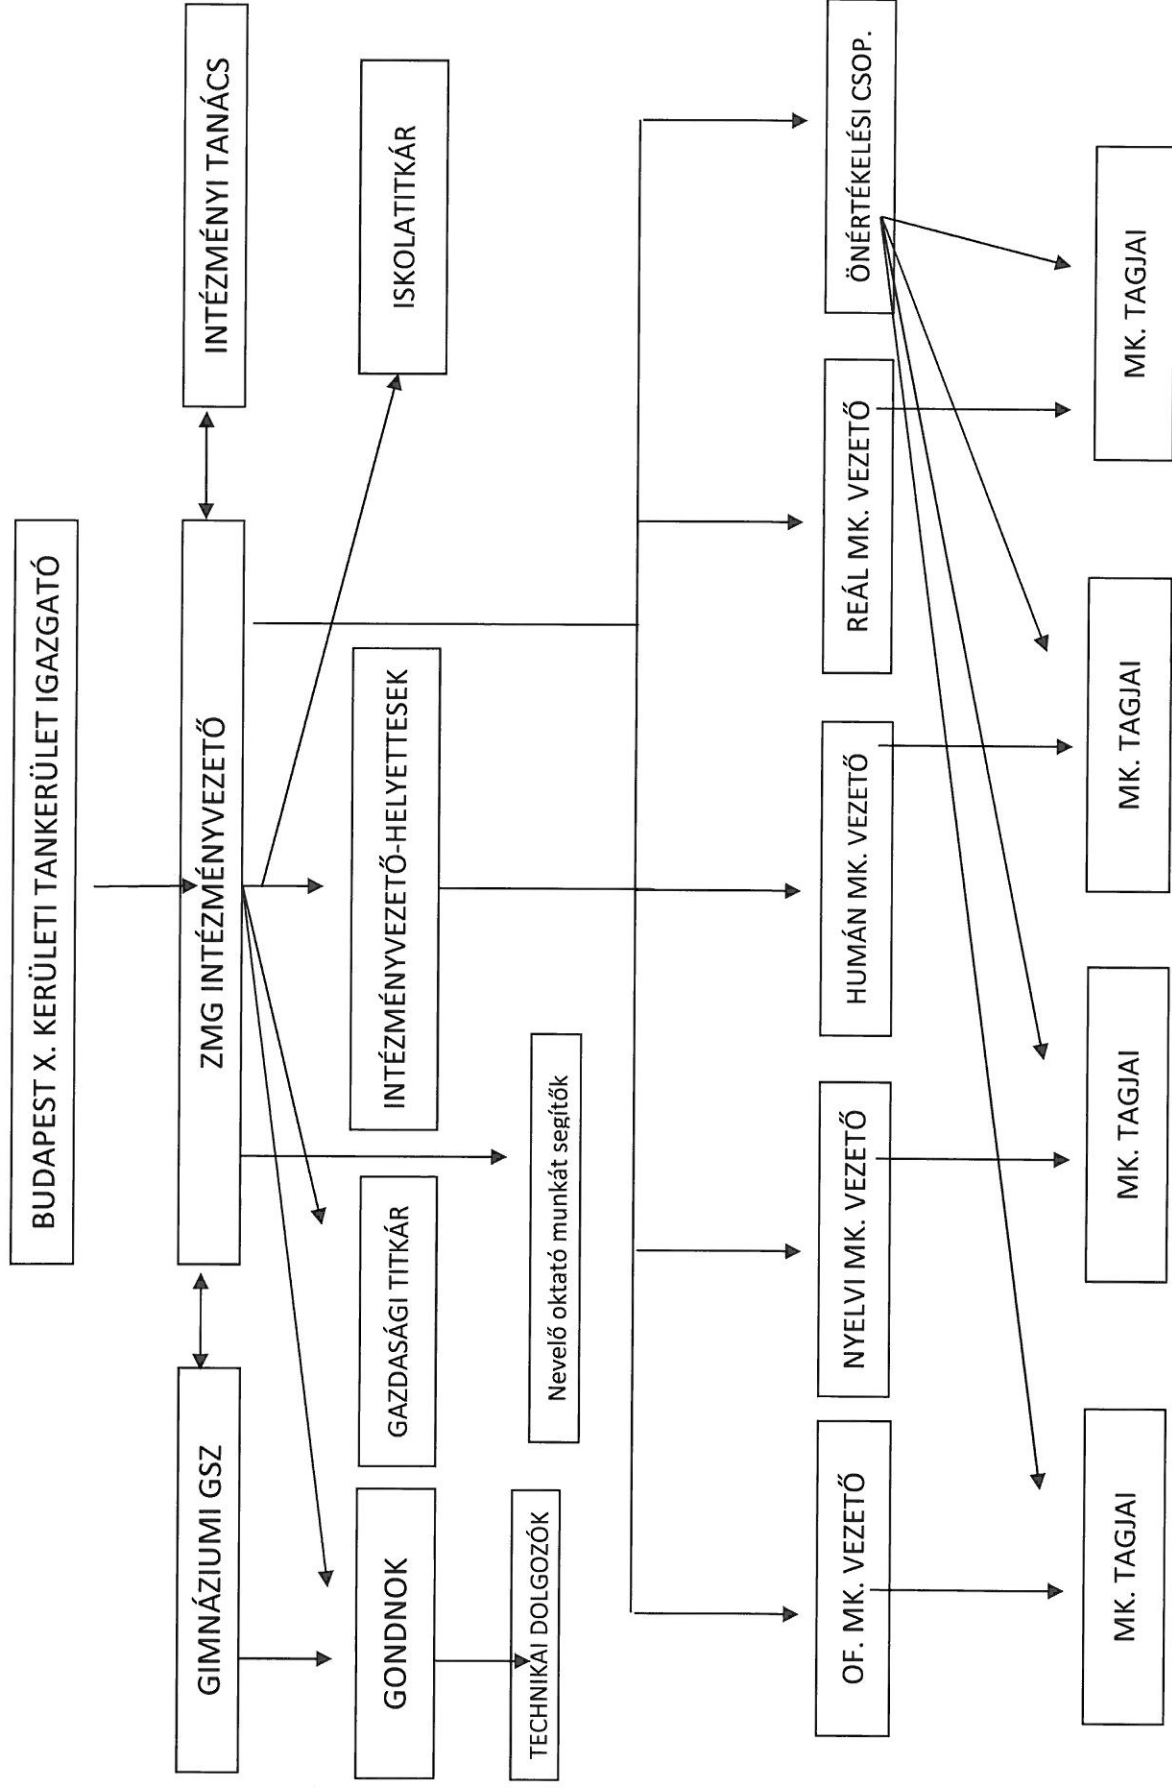 BUDAPEST X. KERÜLETI TANKERÜLET IGAZGATÓ
GIMNÁZIUMI GSZ
ZMG INTÉZMÉNYVEZETŐ
INTÉZMÉNYI TANÁCS
GONDNOK
GAZDASÁGI TITKÁR
INTÉZMÉNYVEZETŐ-HELYETTESEK
ISKOLATITKÁR
TECHNIKAI DOLGOZÓK
Nevelő oktató munkát segítők
OF. MK. VEZETŐ
NYELVI MK. VEZETŐ
HUMÁN MK. VEZETŐ
REÁL MK. VEZETŐ
ÖNÉRTÉKELÉSI CSOP.
MK. TAGJAI
MK. TAGJAI
MK. TAGJAI
MK. TAGJAI